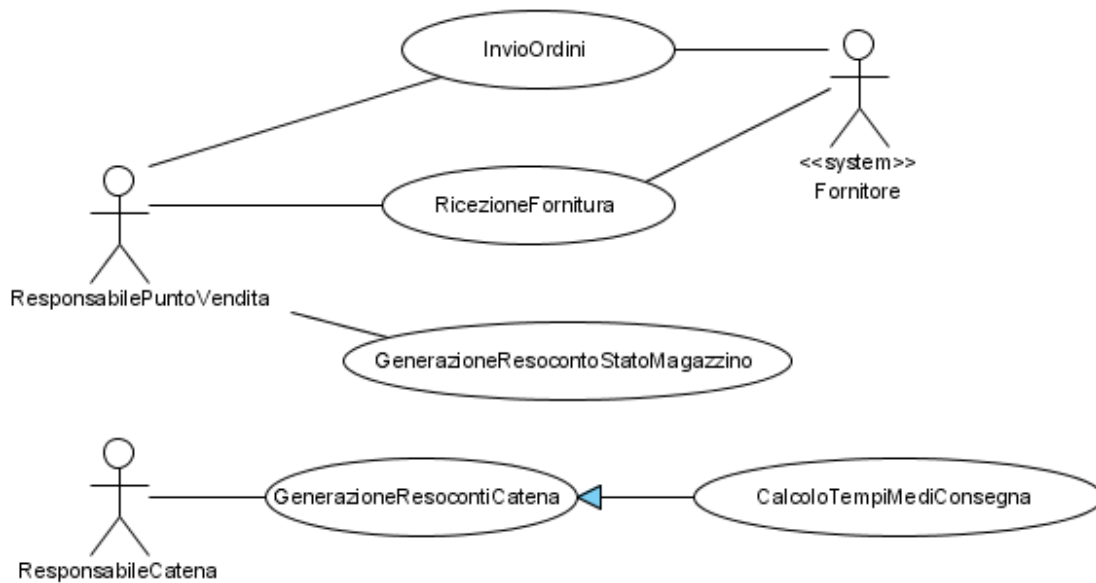 InvioOrdini
<<system>>
Fornitore
RicezioneFornitura
ResponsabilePuntoVendita
GenerazioneResocontoStatoMagazzino
GenerazioneResocontiCatena
CalcoloTempiMediConsegna
ResponsabileCatena